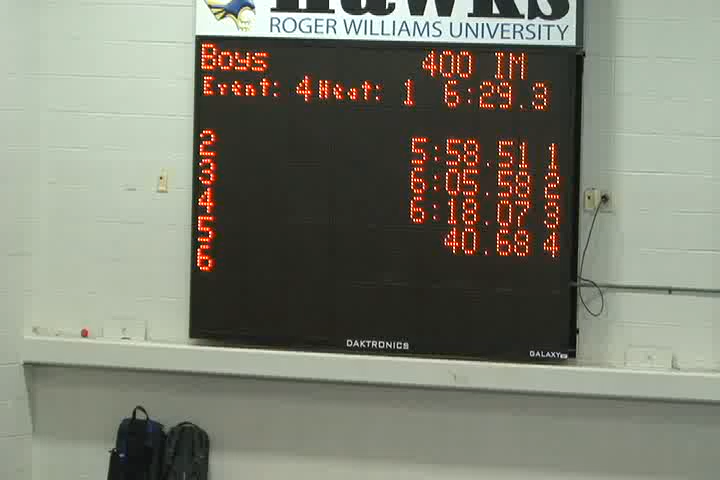 Hawks
ROGER WILLIAMS UNIVERSITY
Boys 400 IM
Event: 4 Heat: 1 6:29.3
2 5:58.51 1
3 6:05.58 2
4 6:18.07 3
5 40.68 4
6
DAKTRONICS
GALAXY